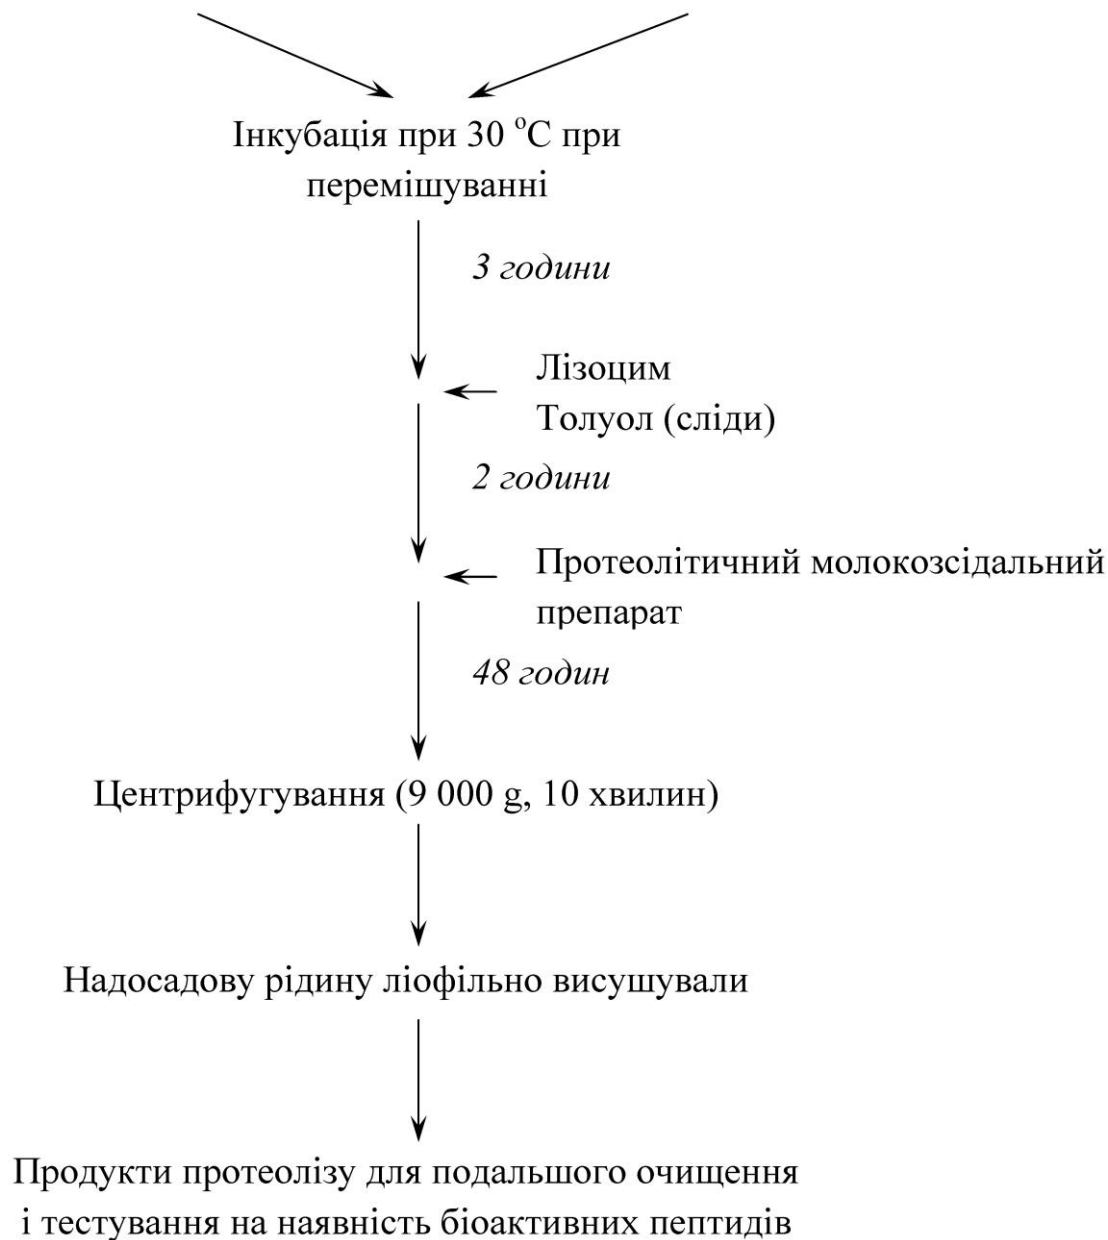 Інкубація при 30 °С при
перемішуванні
3 години
Лізоцим
Толуол (сліди)
2 години
Протеолітичний молокозсідальний
препарат
48 годин
Центрифугування (9 000 g, 10 хвилин)
Надосадову рідину ліофільно висушували
Продукти протеолізу для подальшого очищення
і тестування на наявність біоактивних пептидів